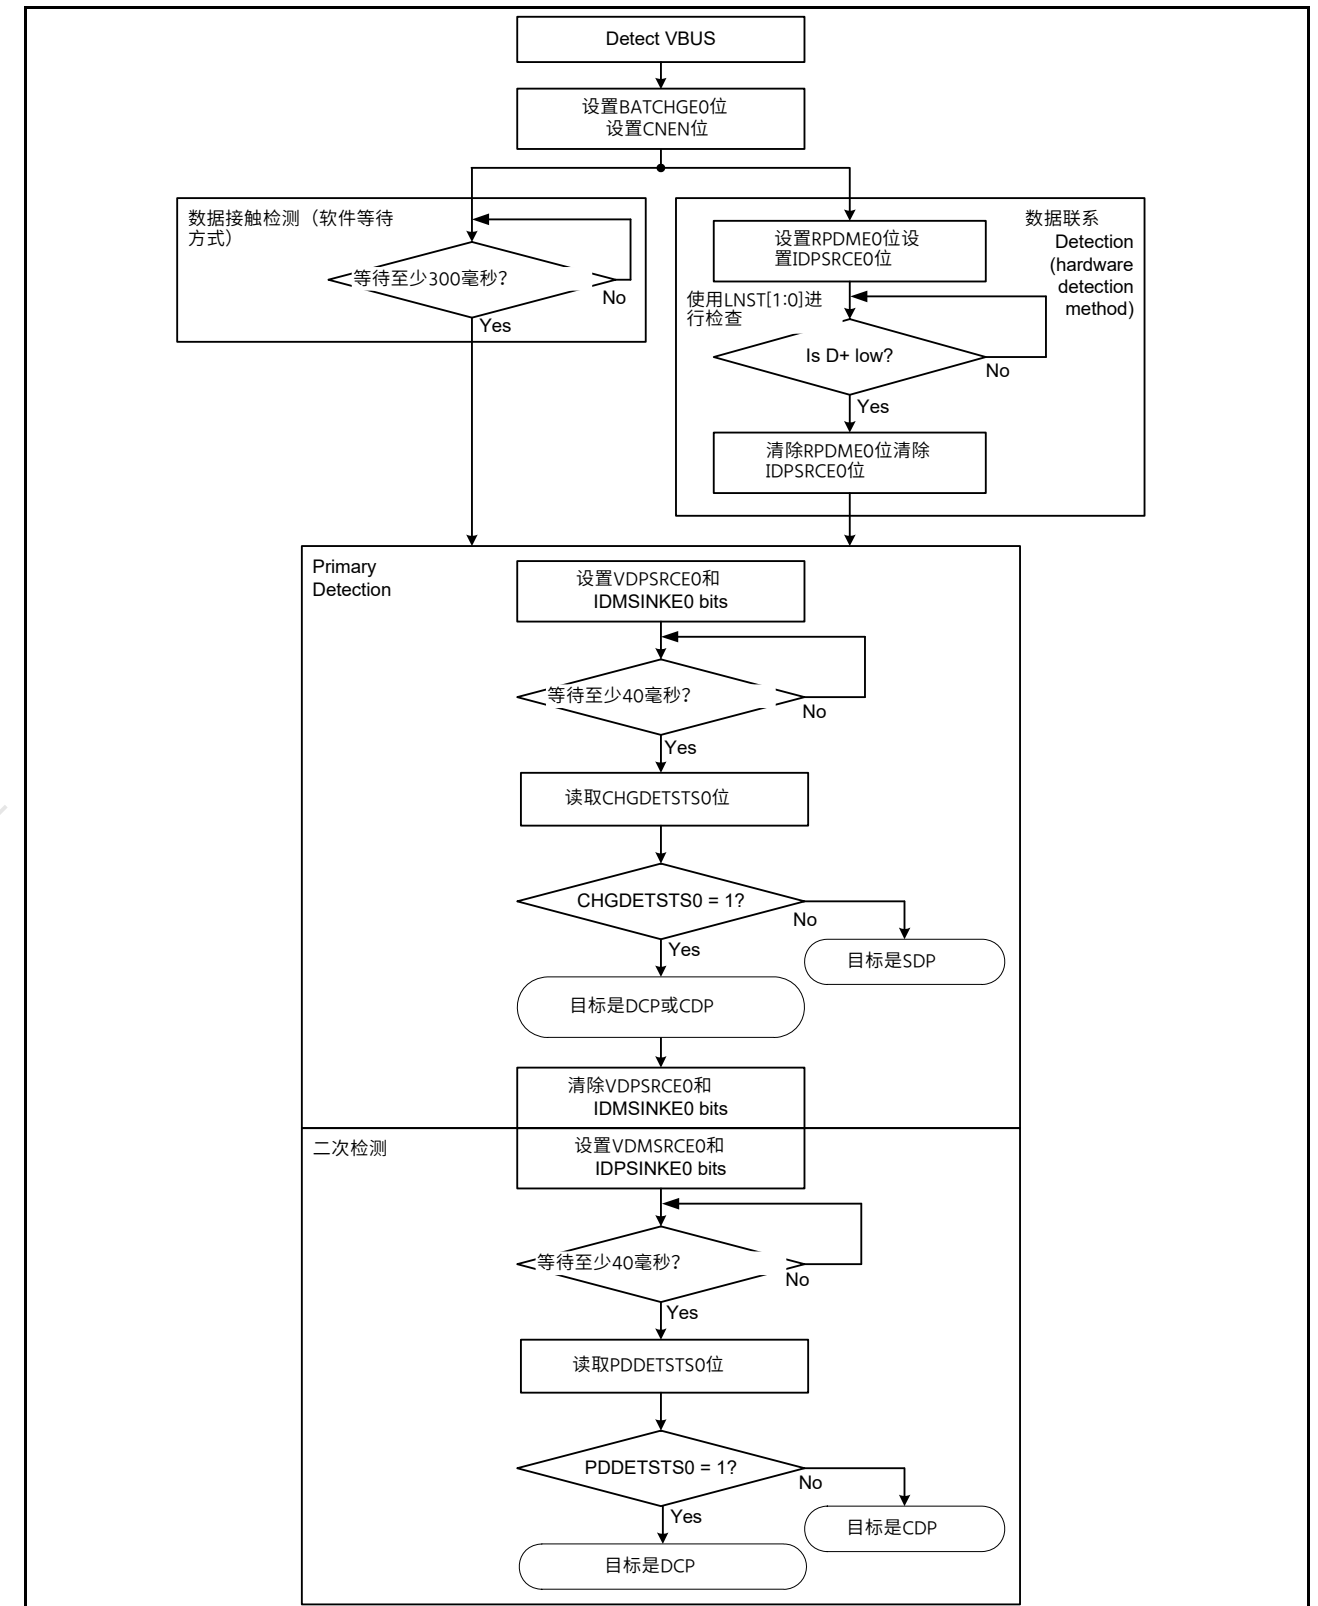 Detect VBUS
设置BATCHGE0位
设置CNEN位
数据接触检测（软件等待
方式）
等待至少300毫秒？
No
Yes
数据联系
Detection
(hardware
detection
method)
设置RPDME0位设
置IDPSRCE0位
使用LNST[1:0]进
行检查
Is D+ low?
No
Yes
清除RPDME0位清除
IDPSRCE0位
Primary
Detection
设置VDPSRCE0和
IDMSINKE0 bits
等待至少40毫秒？
No
Yes
读取CHGDETSTS0位
CHGDETSTS0 = 1?
No
Yes
目标是SDP
目标是DCP或CDP
清除VDPSRCE0和
IDMSINKE0 bits
二次检测
设置VDMSRCE0和
IDPSINKE0 bits
等待至少40毫秒？
No
Yes
读取PDDETSTS0位
PDDETSTS0 = 1?
No
Yes
目标是CDP
目标是DCP